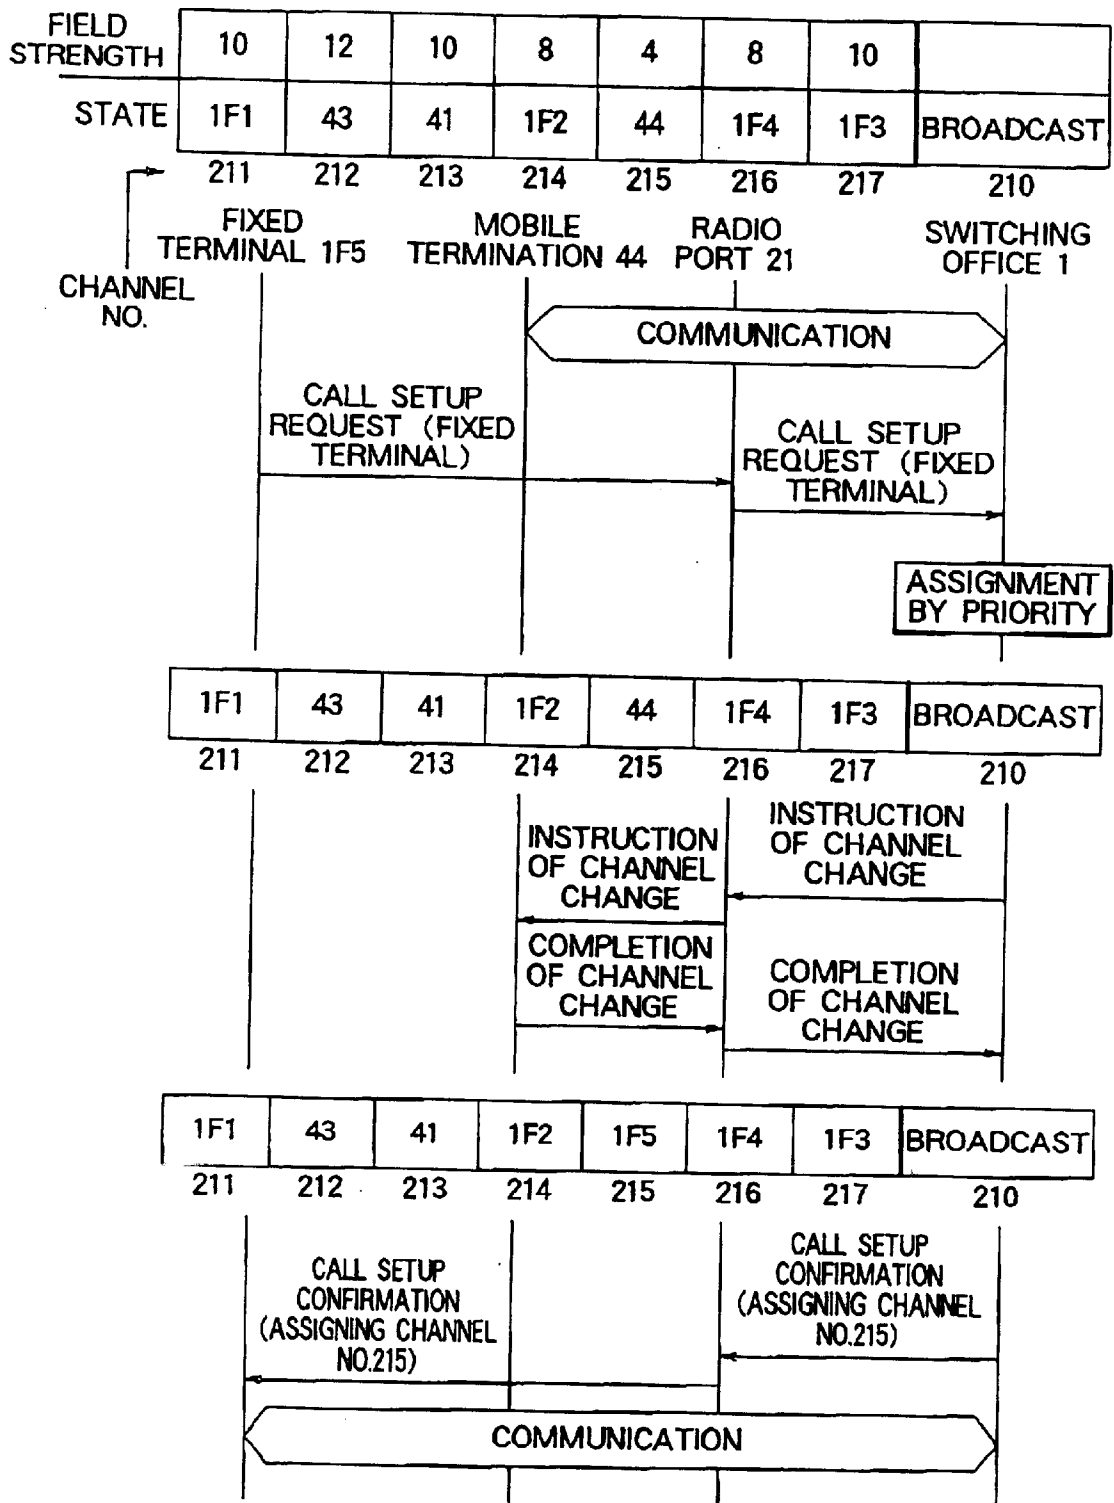 FIELD STRENGTH 10 12 10 8 4 8 10
STATE 1F1 43 41 1F2 44 1F4 1F3 BROADCAST
211 212 213 214 215 216 217 210
CHANNEL
NO.
FIXED
TERMINAL 1F5
MOBILE
TERMINATION 44
RADIO
PORT 21
SWITCHING
OFFICE 1
COMMUNICATION
CALL SETUP
REQUEST (FIXED
TERMINAL)
CALL SETUP
REQUEST (FIXED
TERMINAL)
ASSIGNMENT
BY PRIORITY
1F1 43 41 1F2 44 1F4 1F3 BROADCAST
211 212 213 214 215 216 217 210
INSTRUCTION
OF CHANNEL
CHANGE
INSTRUCTION
OF CHANNEL
CHANGE
COMPLETION
OF CHANNEL
CHANGE
COMPLETION
OF CHANNEL
CHANGE
1F1 43 41 1F2 1F5 1F4 1F3 BROADCAST
211 212 213 214 215 216 217 210
CALL SETUP
CONFIRMATION
(ASSIGNING CHANNEL
NO.215)
CALL SETUP
CONFIRMATION
(ASSIGNING CHANNEL
NO.215)
COMMUNICATION